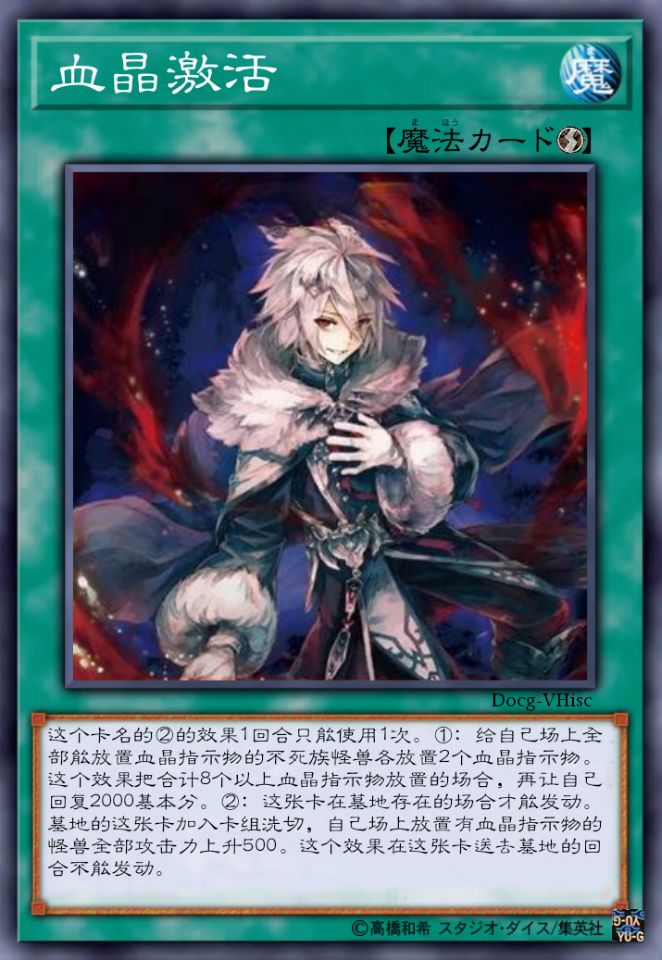 血晶激活
魔
ま ほう
【魔法カード】
Docg-VHisc
这个卡名的②的效果1回合只能使用1次。①：给自己场上全
部能放置血晶指示物的不死族怪兽各放置2个血晶指示物。
这个效果把合计8个以上血晶指示物放置的场合，再让自己
回复2000基本分。②：这张卡在墓地存在的场合才能发动。
墓地的这张卡加入卡组洗切，自己场上放置有血晶指示物的
怪兽全部攻击力上升500。这个效果在这张卡送去墓地的回
合不能发动。
©高橋和希 スタジオ・ダイス/集英社
YU-G
YU-G